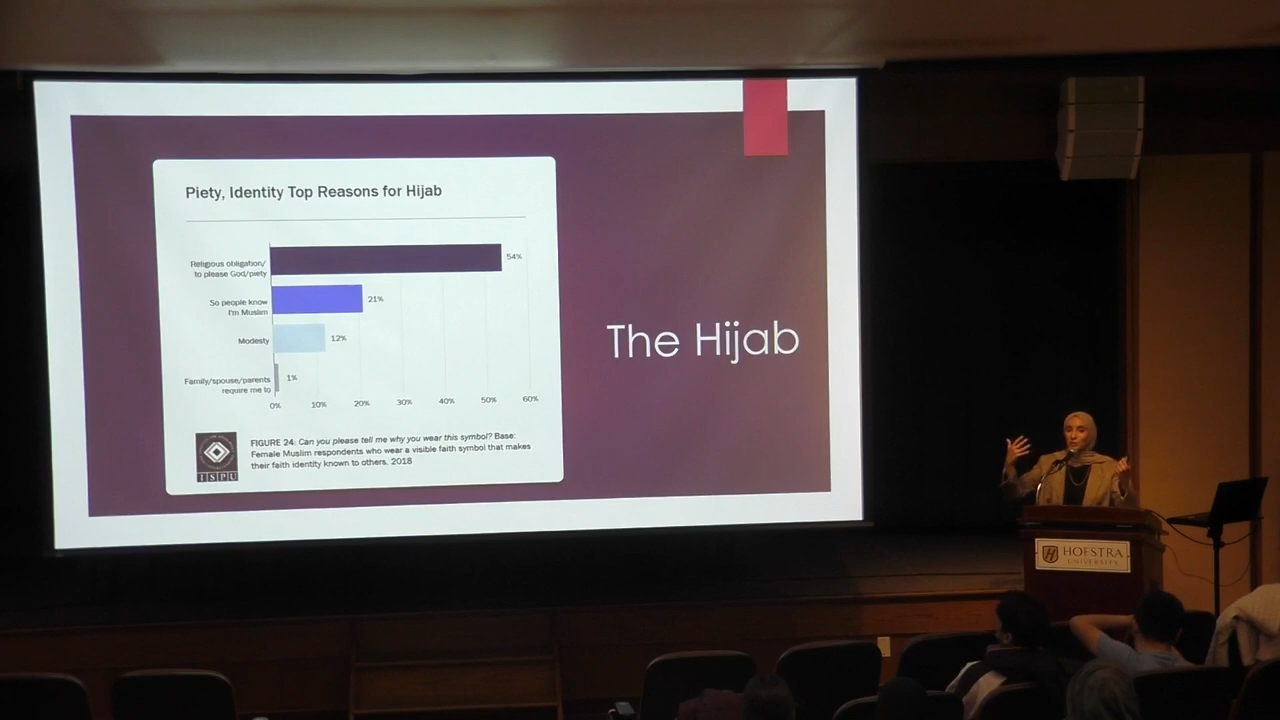 Piety, Identity Top Reasons for Hijab
Religious obligation/
to please God/piety
54%
So people know
I'm Muslim
21%
Modesty
12%
Family/spouse/parents
require me to
1%
0% 10% 20% 30% 40% 50% 60%
FIGURE 24: Can you please tell me why you wear this symbol? Base:
Female Muslim respondents who wear a visible faith symbol that makes
their faith identity known to others, 2018
ISPU
The Hijab
HOFSTRA
UNIVERSITY